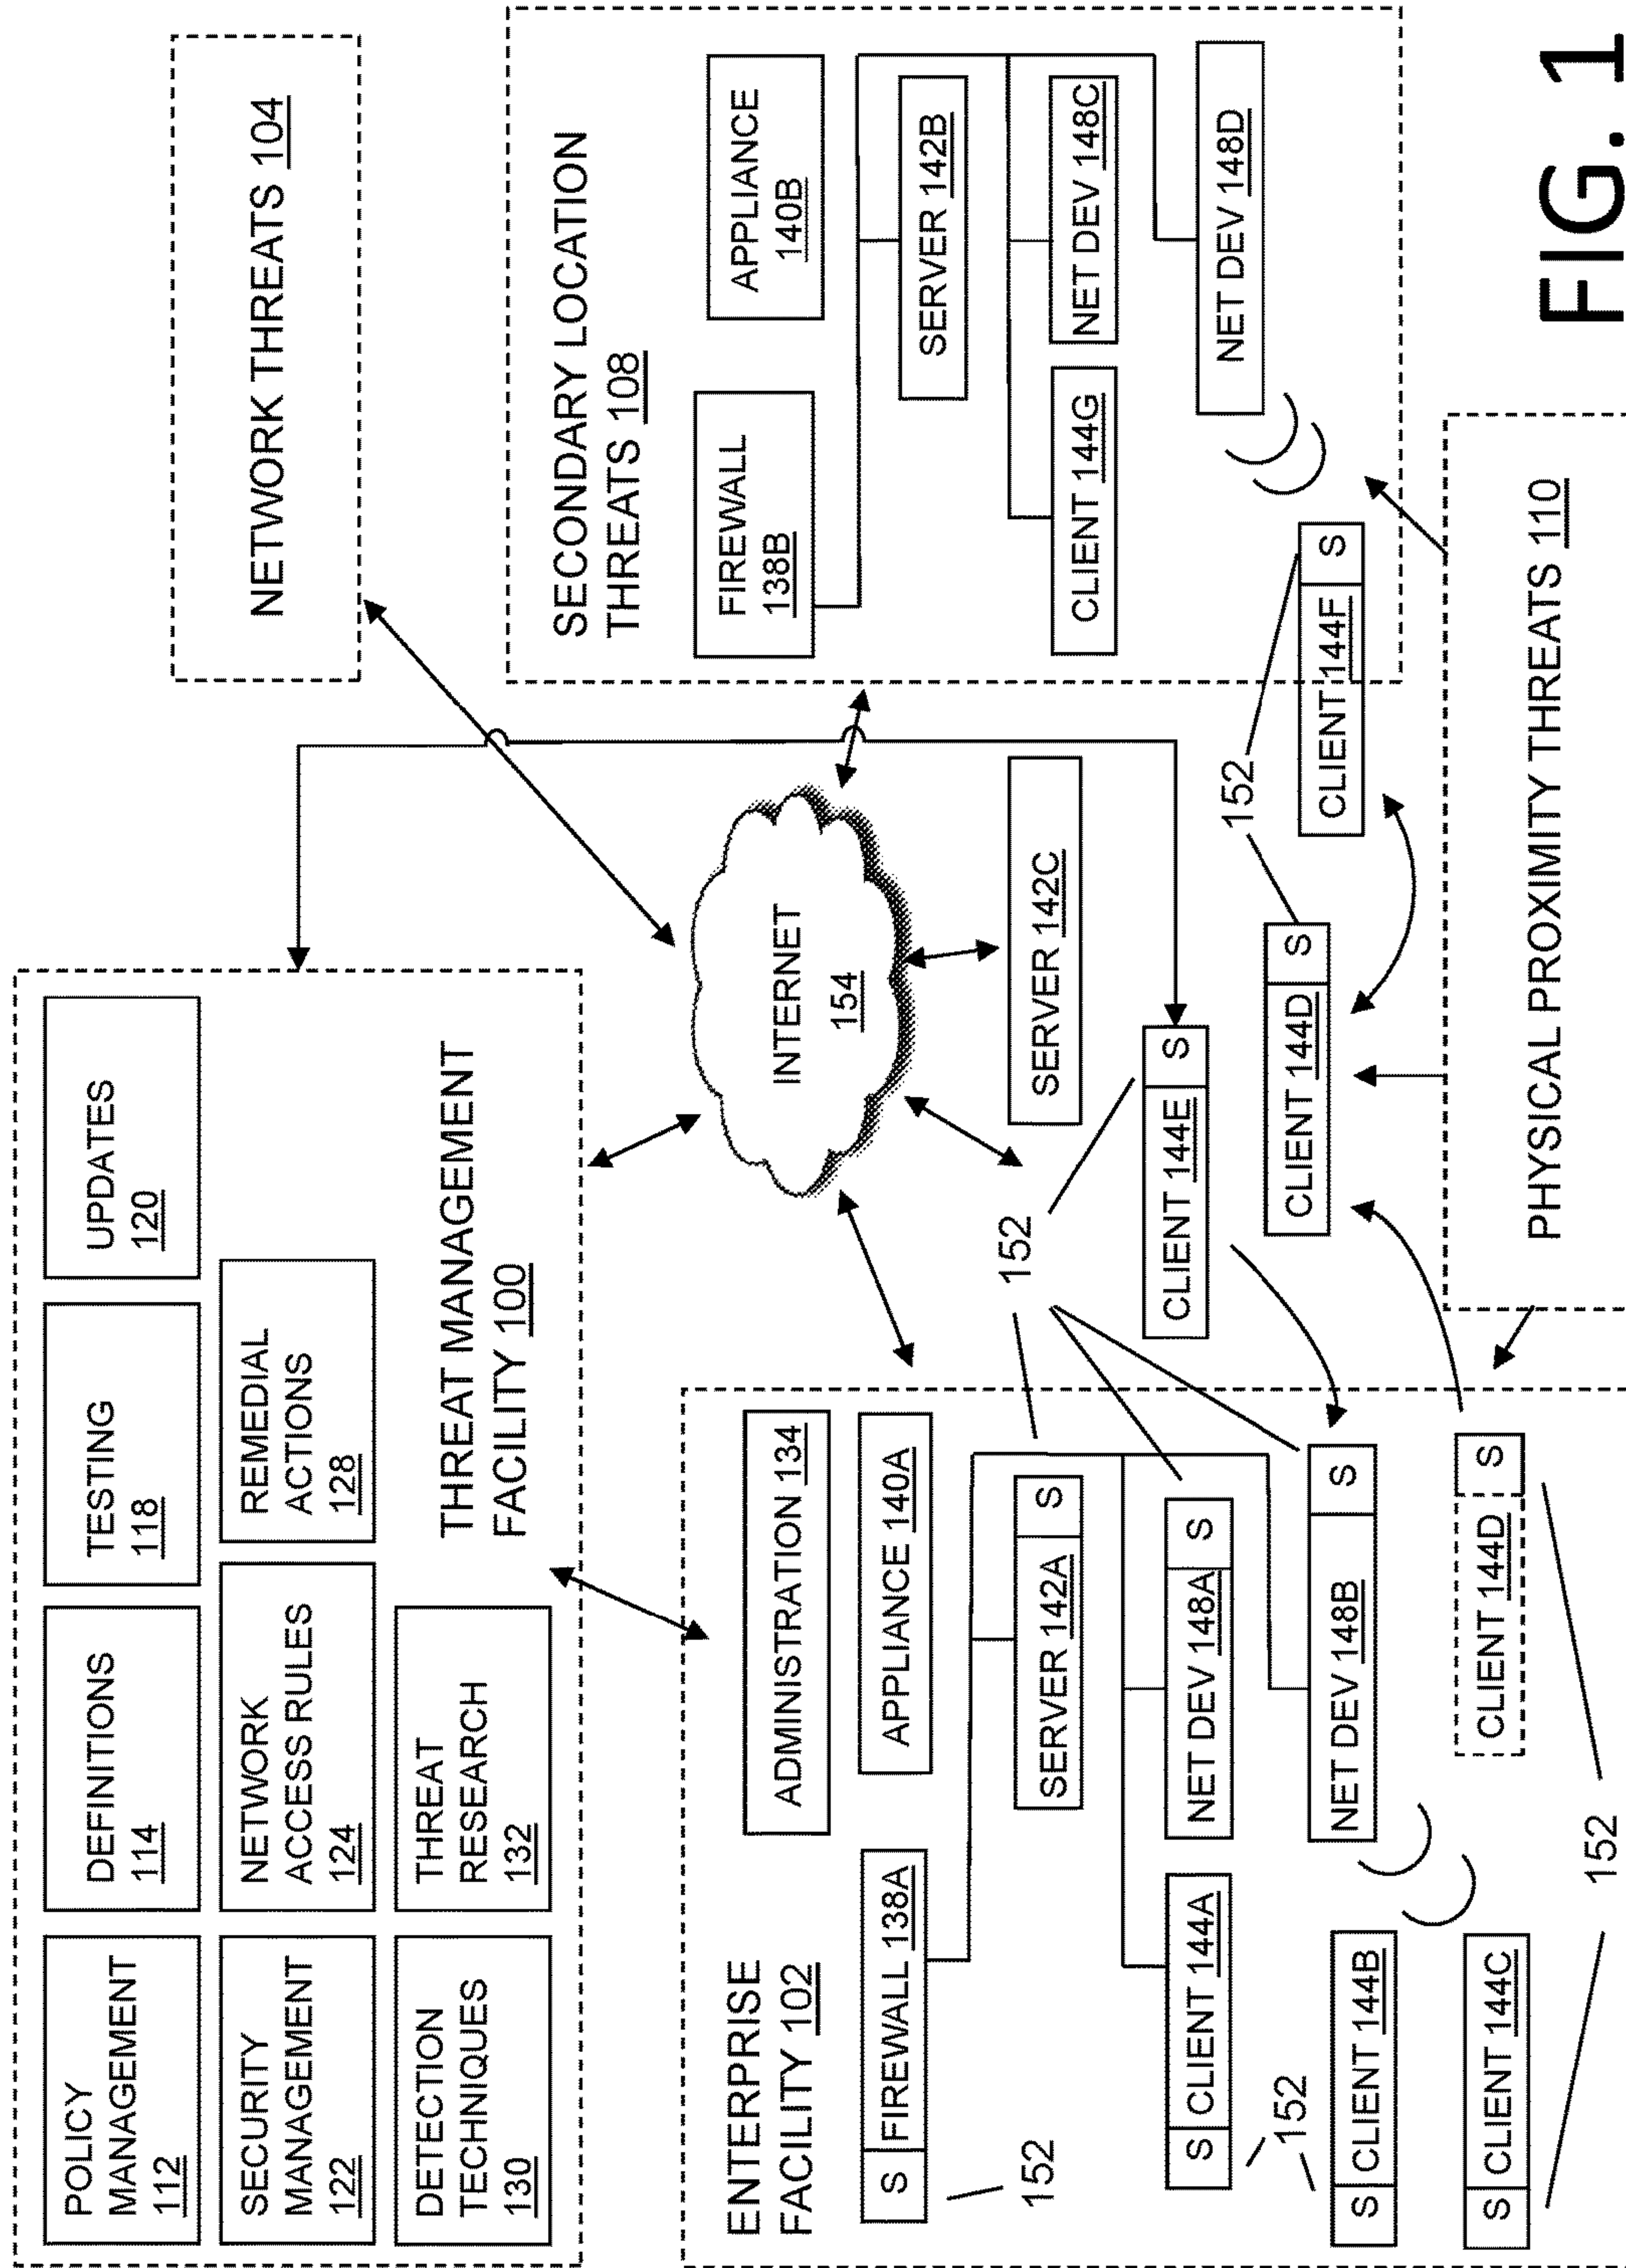 POLICY
MANAGEMENT
112
DEFINITIONS
114
TESTING
118
UPDATES
120
SECURITY
MANAGEMENT
122
NETWORK
ACCESS RULES
124
REMEDIAL
ACTIONS
128
DETECTION
TECHNIQUES
130
THREAT
RESEARCH
132
THREAT MANAGEMENT
FACILITY 100
NETWORK THREATS 104
INTERNET
154
SECONDARY LOCATION
THREATS 108
FIREWALL
138B
APPLIANCE
140B
SERVER 142B
CLIENT 144G
NET DEV 148C
NET DEV 148D
ENTERPRISE
FACILITY 102
ADMINISTRATION 134
S FIREWALL 138A
APPLIANCE 140A
152
SERVER 142A S
S CLIENT 144A
NET DEV 148A S
152
S CLIENT 144B
NET DEV 148B S
S CLIENT 144C
CLIENT 144D S
152
152
SERVER 142C
CLIENT 144E S
CLIENT 144D S
152
CLIENT 144F S
PHYSICAL PROXIMITY THREATS 110
FIG. 1